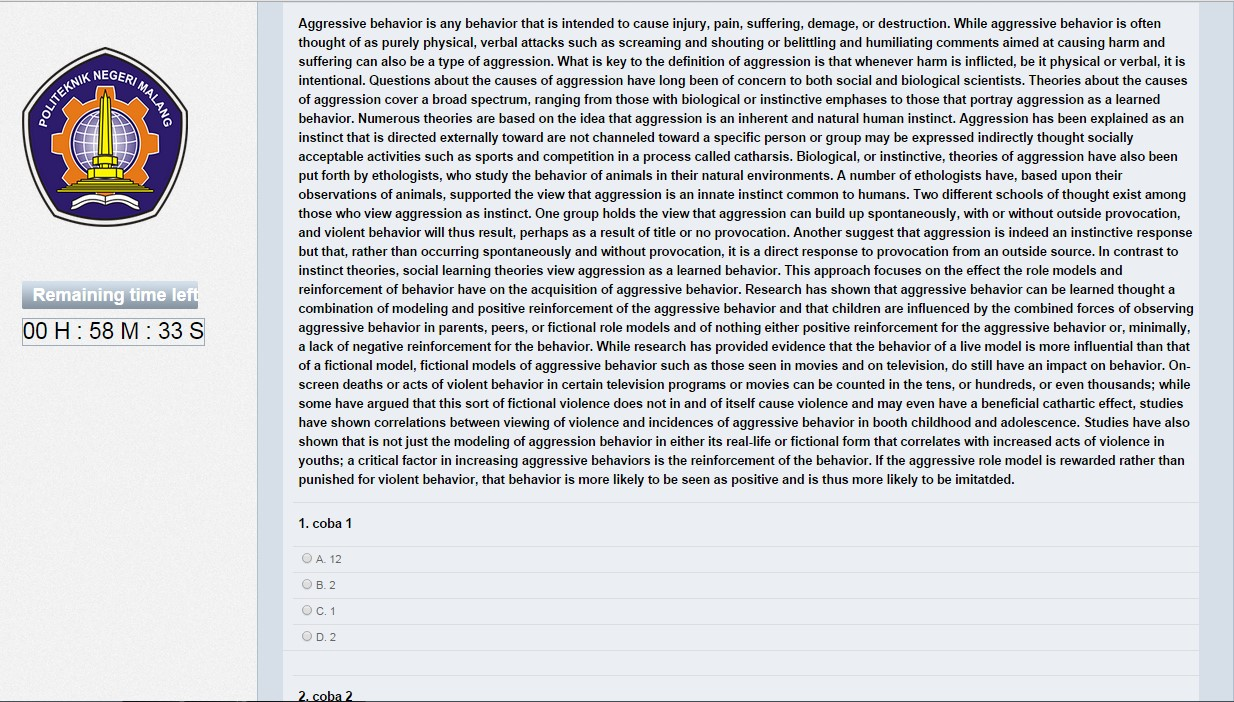 POLITEKNIK NEGERI MALANG
Remaining time left
00 H : 58 M : 33 S
Aggressive behavior is any behavior that is intended to cause injury, pain, suffering, damage, or destruction. While aggressive behavior is often
thought of as purely physical, verbal attacks such as screaming and shouting or belittling and humiliating comments aimed at causing harm and
suffering can also be a type of aggression. What is key to the definition of aggression is that whenever harm is inflicted, be it physical or verbal, it is
intentional. Questions about the causes of aggression have long been of concern to both social and biological scientists. Theories about the causes
of aggression cover a broad spectrum, ranging from those with biological or instinctive emphases to those that portray aggression as a learned
behavior. Numerous theories are based on the idea that aggression is an inherent and natural human instinct. Aggression has been explained as an
instinct that is directed externally toward are not channeled toward a specific person or group may be expressed indirectly thought socially
acceptable activities such as sports and competition in a process called catharsis. Biological, or instinctive, theories of aggression have also been
put forth by ethologists, who study the behavior of animals in their natural environments. A number of ethologists have, based upon their
observations of animals, supported the view that aggression is an innate instinct common to humans. Two different schools of thought exist among
those who view aggression as instinct. One group holds the view that aggression can build up spontaneously, with or without outside provocation,
and violent behavior will thus result, perhaps as a result of title or no provocation. Another suggest that aggression is indeed an instinctive response
but that, rather than occurring spontaneously and without provocation, it is a direct response to provocation from an outside source. In contrast to
instinct theories, social learning theories view aggression as a learned behavior. This approach focuses on the effect the role models and
reinforcement of behavior have on the acquisition of aggressive behavior. Research has shown that aggressive behavior can be learned thought a
combination of modeling and positive reinforcement of the aggressive behavior and that children are influenced by the combined forces of observing
aggressive behavior in parents, peers, or fictional role models and of nothing either positive reinforcement for the aggressive behavior or, minimally,
a lack of negative reinforcement for the behavior. While research has provided evidence that the behavior of a live model is more influential than that
of a fictional model, fictional models of aggressive behavior such as those seen in movies and on television, do still have an impact on behavior. On-
screen deaths or acts of violent behavior in certain television programs or movies can be counted in the tens, or hundreds, or even thousands; while
some have argued that this sort of fictional violence does not in and of itself cause violence and may even have a beneficial cathartic effect, studies
have shown correlations between viewing of violence and incidences of aggressive behavior in booth childhood and adolescence. Studies have also
shown that is not just the modeling of aggression behavior in either its real-life or fictional form that correlates with increased acts of violence in
youths; a critical factor in increasing aggressive behaviors is the reinforcement of the behavior. If the aggressive role model is rewarded rather than
punished for violent behavior, that behavior is more likely to be seen as positive and is thus more likely to be imitatded.
1. coba 1
A. 12
B. 2
C. 1
D. 2
2. coba 2